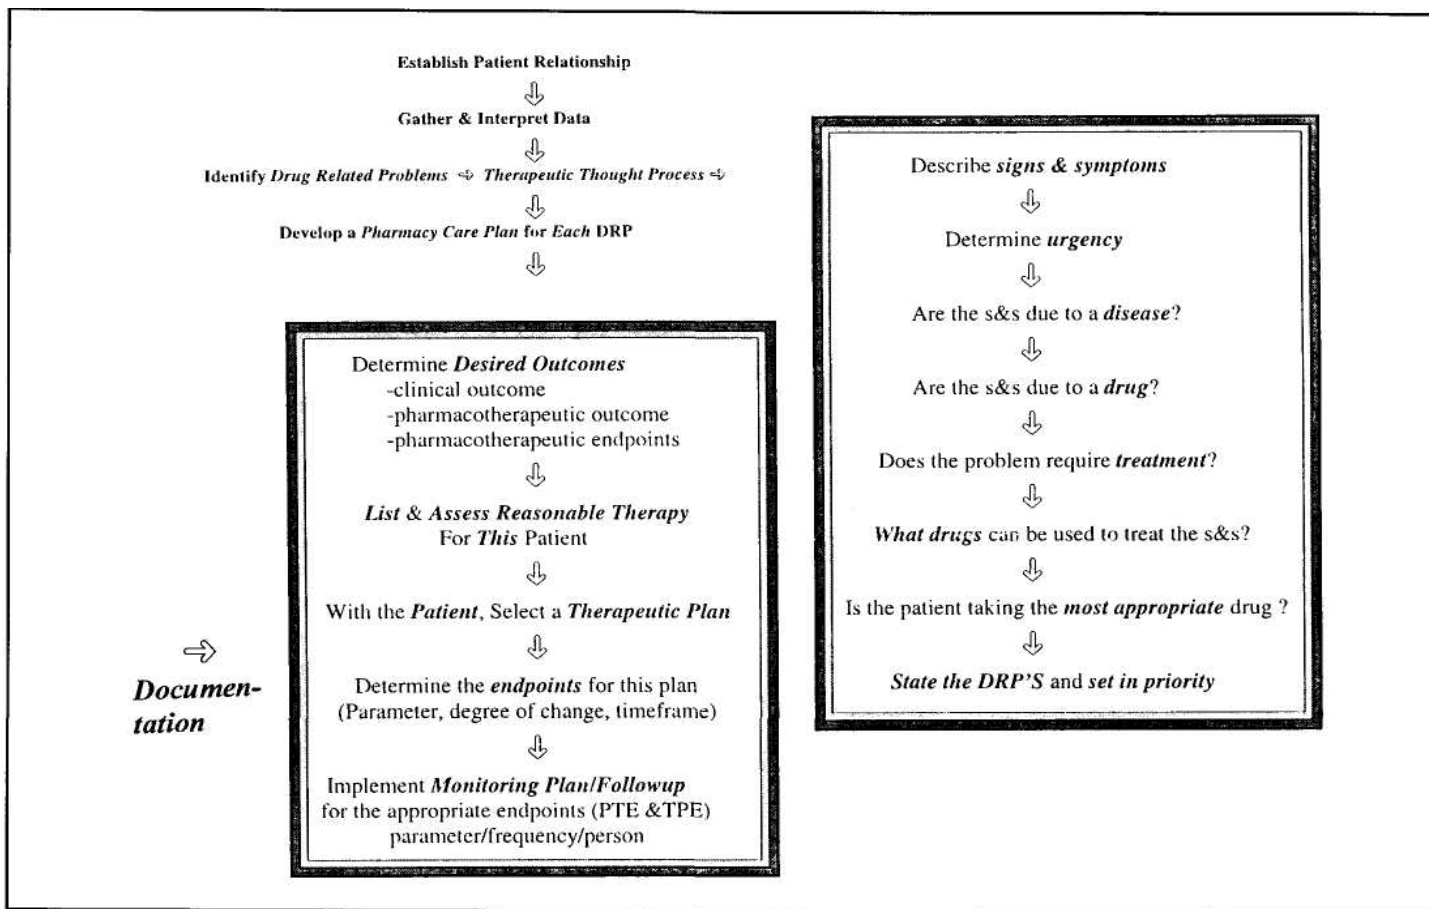 Establish Patient Relationship
⇩
Gather & Interpret Data
⇩
Identify Drug Related Problems ➪ Therapeutic Thought Process ➪
⇩
Develop a Pharmacy Care Plan for Each DRP
⇩
Determine Desired Outcomes
-clinical outcome
-pharmacotherapeutic outcome
-pharmacotherapeutic endpoints
⇩
List & Assess Reasonable Therapy
For This Patient
⇩
With the Patient, Select a Therapeutic Plan
⇩
Determine the endpoints for this plan
(Parameter, degree of change, timeframe)
⇩
Implement Monitoring Plan/Followup
for the appropriate endpoints (PTE &TPE)
parameter/frequency/person
⇨
Documen-
tation
Describe signs & symptoms
⇩
Determine urgency
⇩
Are the s&s due to a disease?
⇩
Are the s&s due to a drug?
⇩
Does the problem require treatment?
⇩
What drugs can be used to treat the s&s?
⇩
Is the patient taking the most appropriate drug ?
⇩
State the DRP'S and set in priority